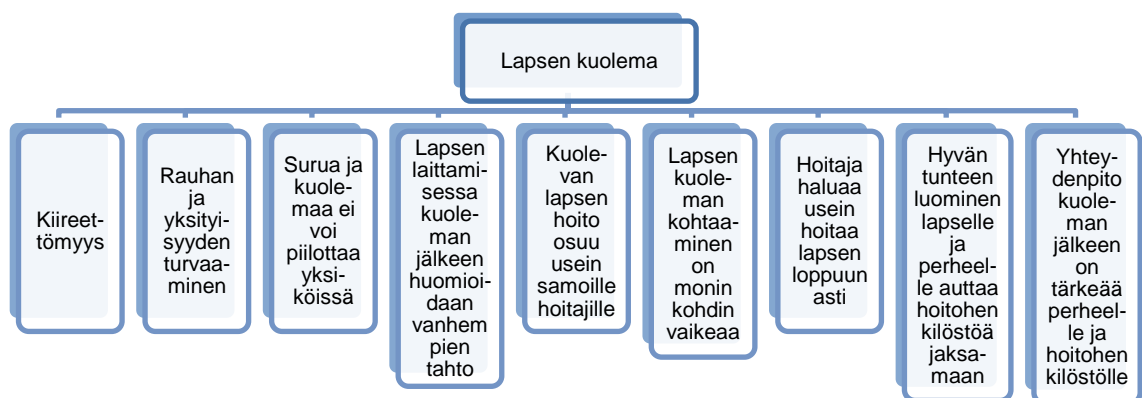 Lapsen kuolema
Kiireet-
tömyys
Rauhan
ja
yksityi-
syyden
turvaa-
minen
Surua ja
kuole-
maa ei
voi
piilottaa
yksi-
köissä
Lapsen
laittami-
sessa
kuole-
man
jälkeen
huomioi-
daan
vanhem
pien
tahto
Kuole-
van
lapsen
hoito
osuu
usein
samoille
hoitajille
Lapsen
kuole-
man
kohtaa-
minen
on
monin
kohdin
vaikeaa
Hoitaja
haluaa
usein
hoitaa
lapsen
loppuun
asti
Hyvän
tunteen
luominen
lapselle
ja
perheel-
le auttaa
hoitohen
kilöstöä
jaksa-
maan
Yhtey-
denpito
kuole-
man
jälkeen
on
tärkeää
perheel-
le ja
hoitohen
kilöstölle